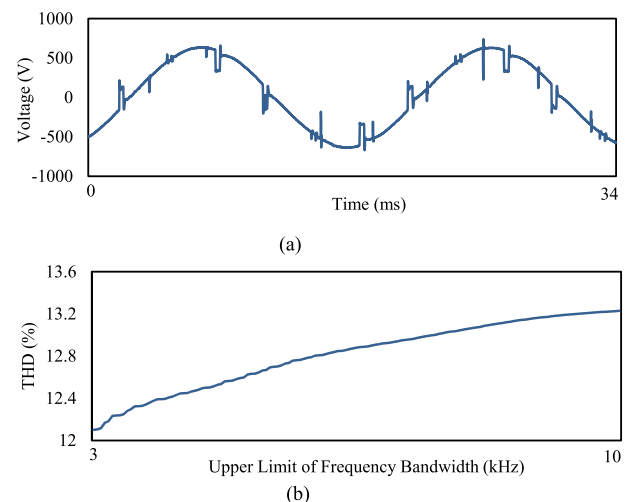 1000
500
0
-500
-1000
Voltage (V)
0
34
Time (ms)
(a)
13.6
13.2
12.8
12.4
12
THD (%)
3
10
Upper Limit of Frequency Bandwidth (kHz)
(b)